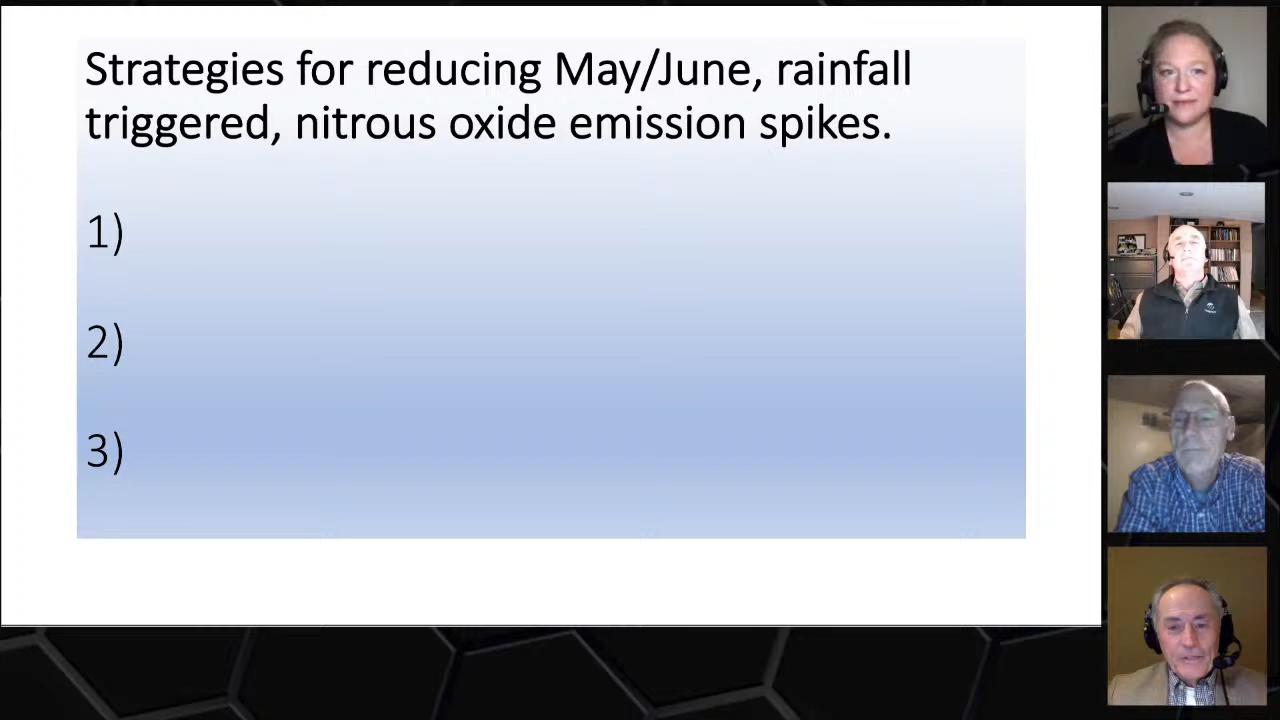 Strategies for reducing May/June, rainfall
triggered, nitrous oxide emission spikes.
1)
2)
3)